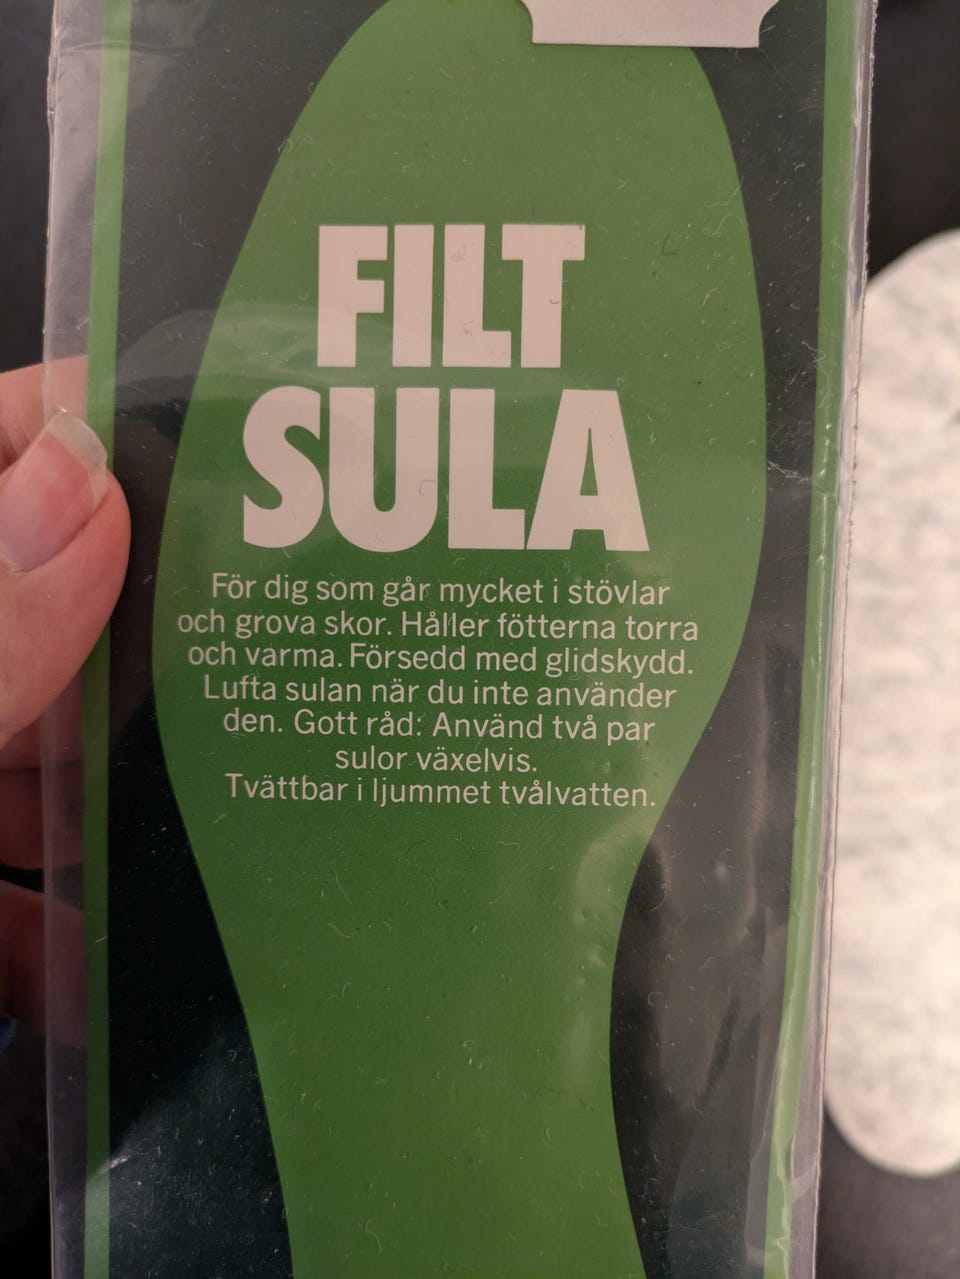 FILT
SULA
För dig som går mycket i stövlar
och grova skor. Håller fötterna torra
och varma. Försedd med glidskydd.
Lufta sulan när du inte använder
den. Gott råd: Använd två par
sulor växelvis.
Tvättbar i ljummet tvålvatten.